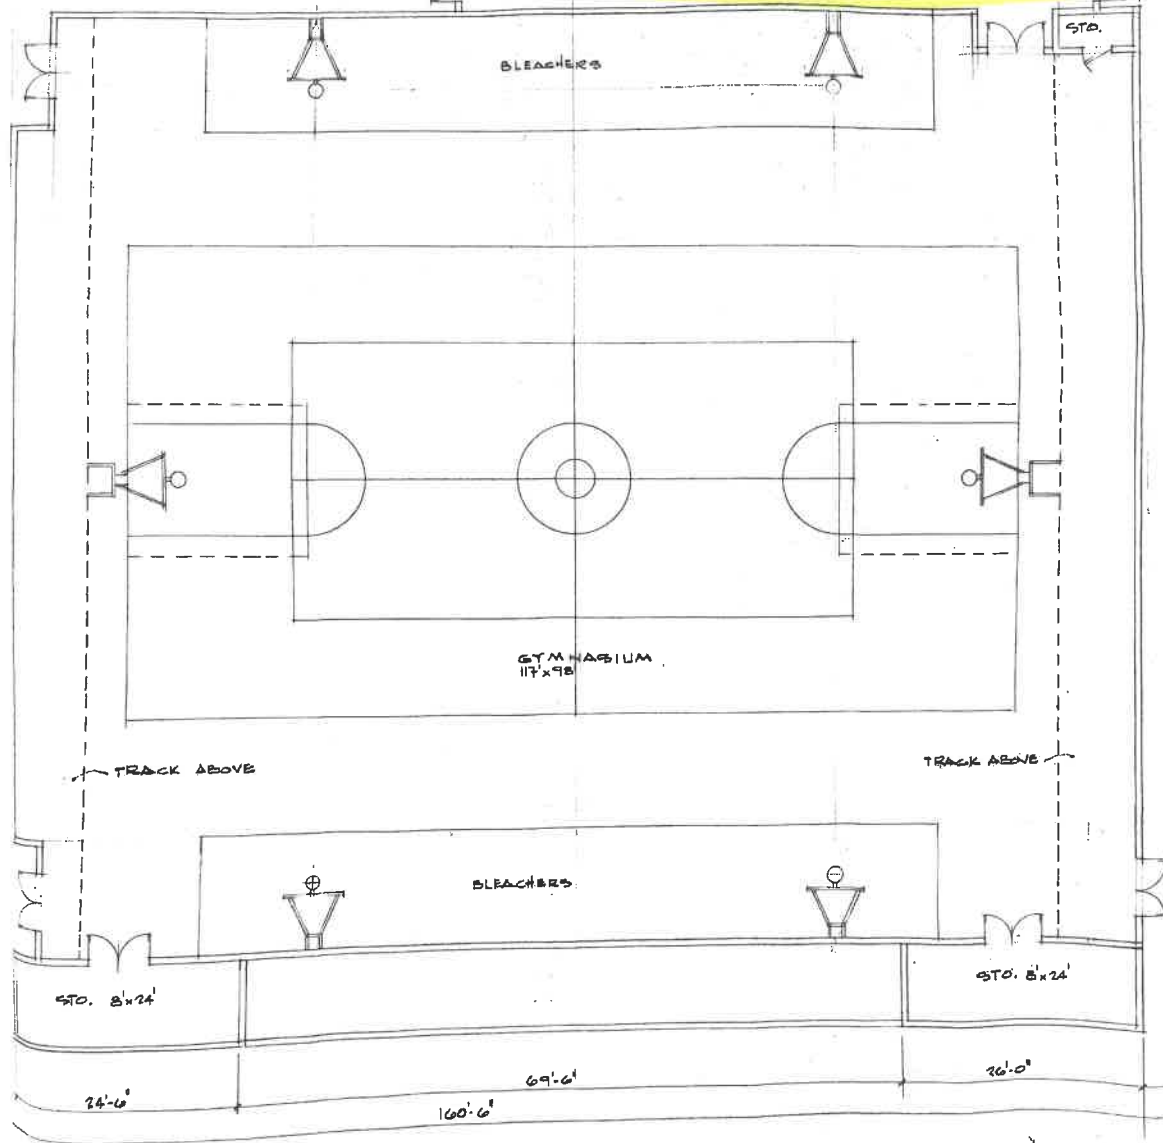 STO.
BLEACHERS
GYMNASIUM
117'x98'
TRACK ABOVE
TRACK ABOVE
BLEACHERS
STO. 8'x24'
STO. 8'x24'
24'-6"
69'-6"
26'-0"
160'-6"